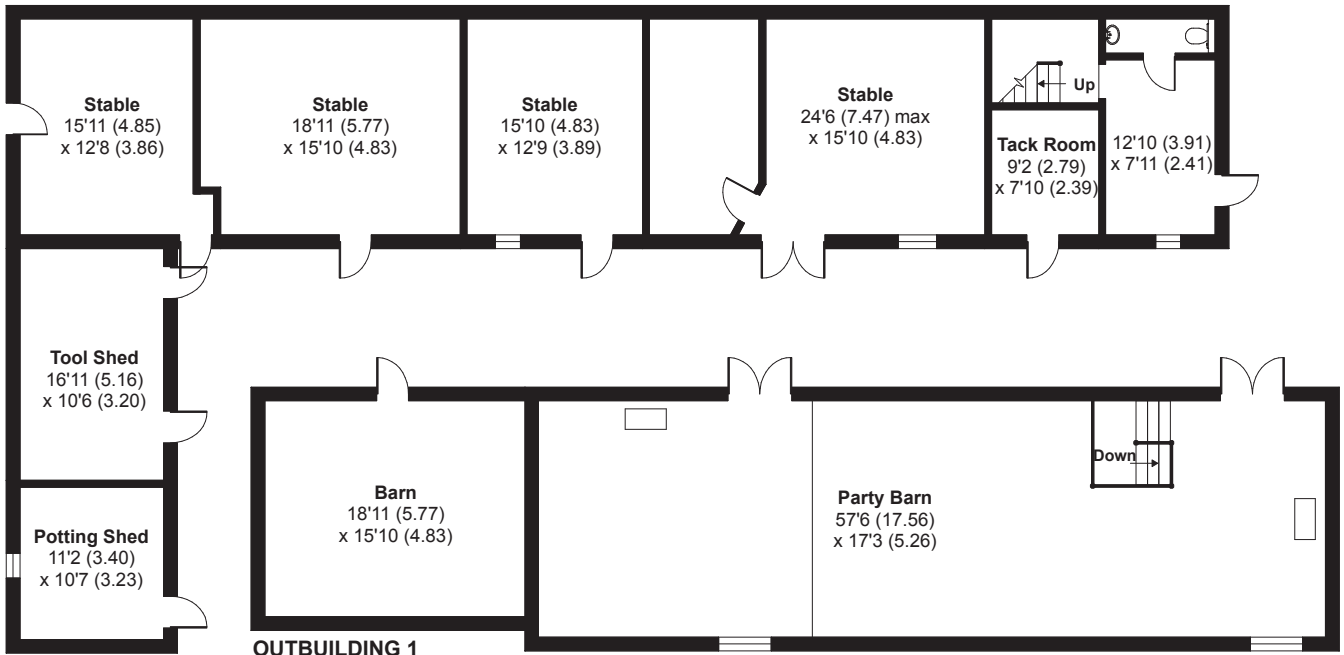 Stable
15'11 (4.85)
x 12'8 (3.86)
Stable
18'11 (5.77)
x 15'10 (4.83)
Stable
15'10 (4.83)
x 12'9 (3.89)
Stable
24'6 (7.47) max
x 15'10 (4.83)
Up
Tack Room
9'2 (2.79)
x 7'10 (2.39)
12'10 (3.91)
x 7'11 (2.41)
Tool Shed
16'11 (5.16)
x 10'6 (3.20)
Potting Shed
11'2 (3.40)
x 10'7 (3.23)
Barn
18'11 (5.77)
x 15'10 (4.83)
Party Barn
57'6 (17.56)
x 17'3 (5.26)
Down
OUTBUILDING 1